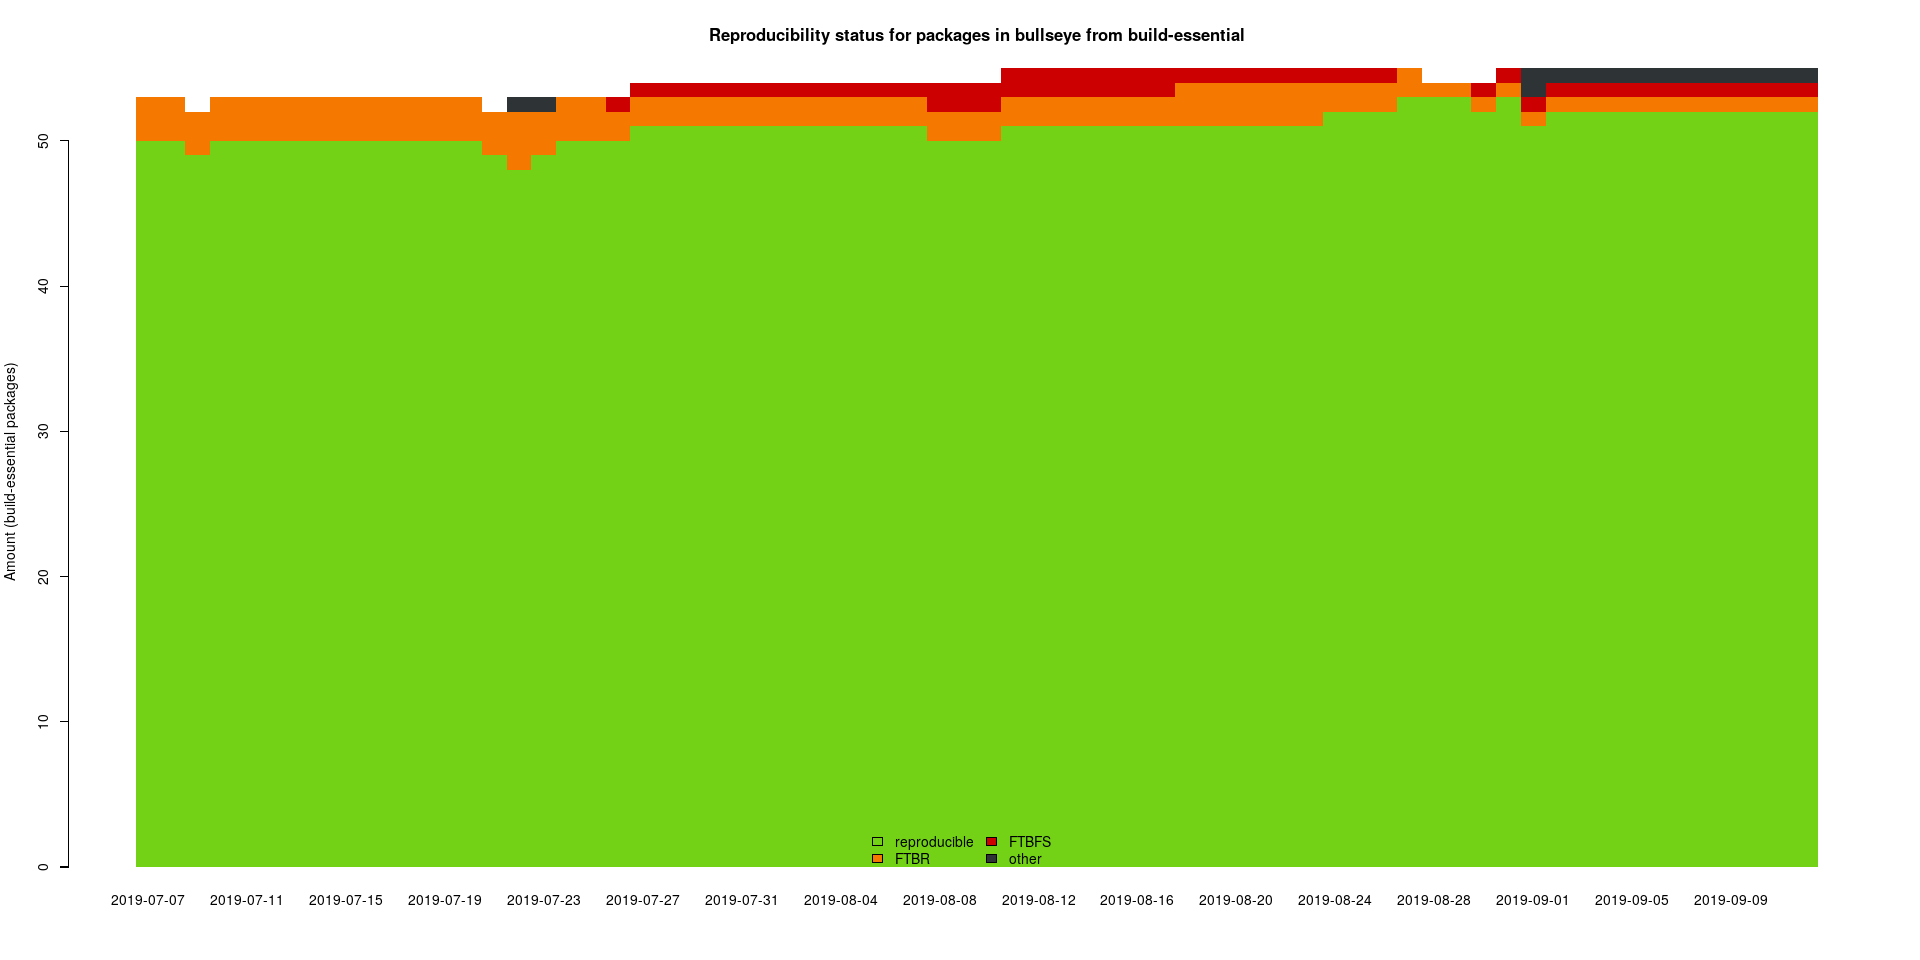 Reproducibility status for packages in bullseye from build-essential
Amount (build-essential packages)
50
40
30
20
10
0
reproducible FTBFS
FTBR other
2019-07-07 2019-07-11 2019-07-15 2019-07-19 2019-07-23 2019-07-27 2019-07-31 2019-08-04 2019-08-08 2019-08-12 2019-08-16 2019-08-20 2019-08-24 2019-08-28 2019-09-01 2019-09-05 2019-09-09